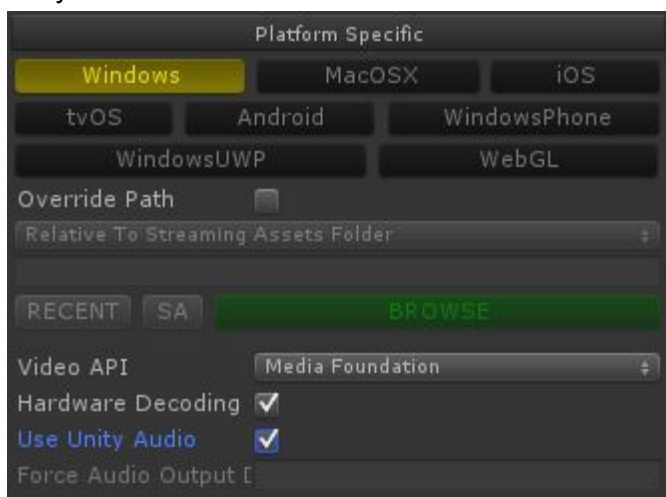 Platform Specific
Windows MacOSX iOS
tvOS Android WindowsPhone
WindowsUWP WebGL
Override Path
Relative To Streaming Assets Folder
RECENT SA BROWSE
Video API Media Foundation
Hardware Decoding
Use Unity Audio
Force Audio Output